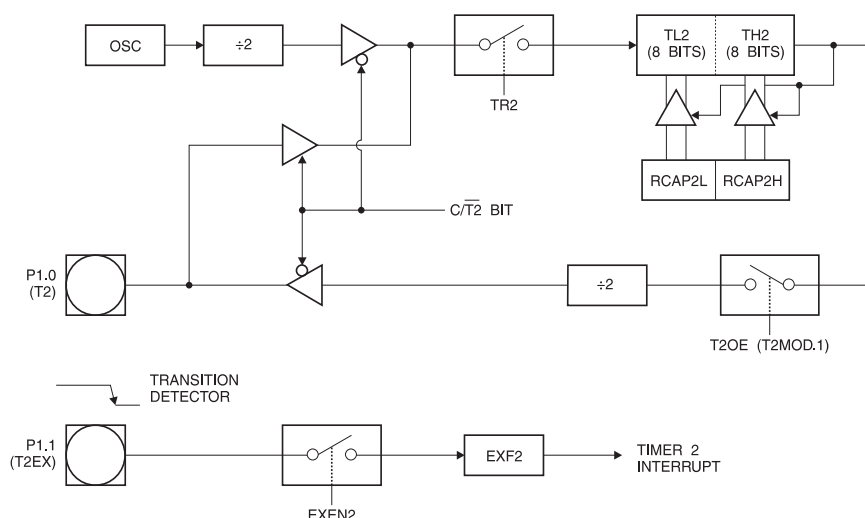 OSC
÷2
TR2
TL2
(8 BITS)
TH2
(8 BITS)
RCAP2L
RCAP2H
C/T2̅ BIT
P1.0
(T2)
÷2
T2OE (T2MOD.1)
TRANSITION
DETECTOR
P1.1
(T2EX)
EXF2
TIMER 2
INTERRUPT
EXEN2